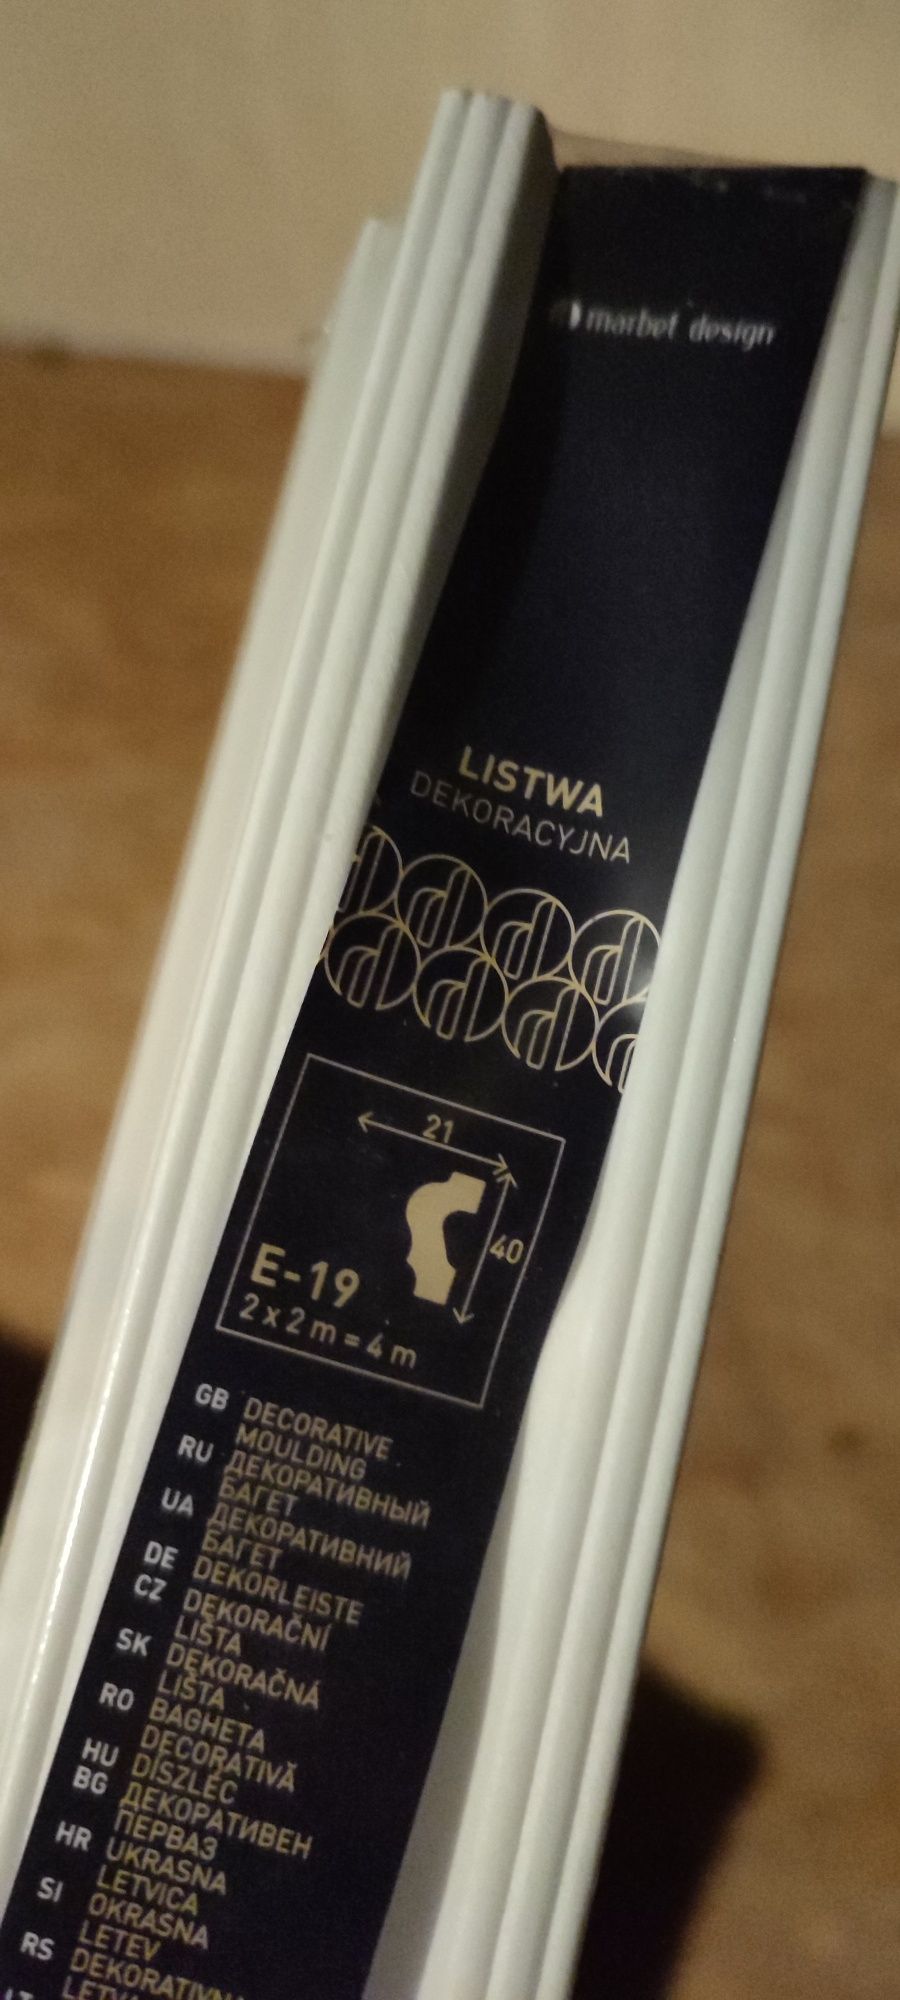 marbet design
LISTWA
DEKORACYJNA
21
40
E-19
2 x 2 m = 4 m
GB DECORATIVE
MOULDING
RU ДЕКОРАТИВНЫЙ
БАГЕТ
UA ДЕКОРАТИВНИЙ
БАГЕТ
DE DEKORLEISTE
CZ DEKORAČNÍ
LIŠTA
SK DEKORAČNÁ
LIŠTA
RO BAGHETA
DECORATIVĂ
HU DÍSZLÉC
BG ДЕКОРАТИВЕН
ПЕРВАЗ
HR UKRASNA
LETVICA
SI OKRASNA
LETEV
RS DEKORATIVNA